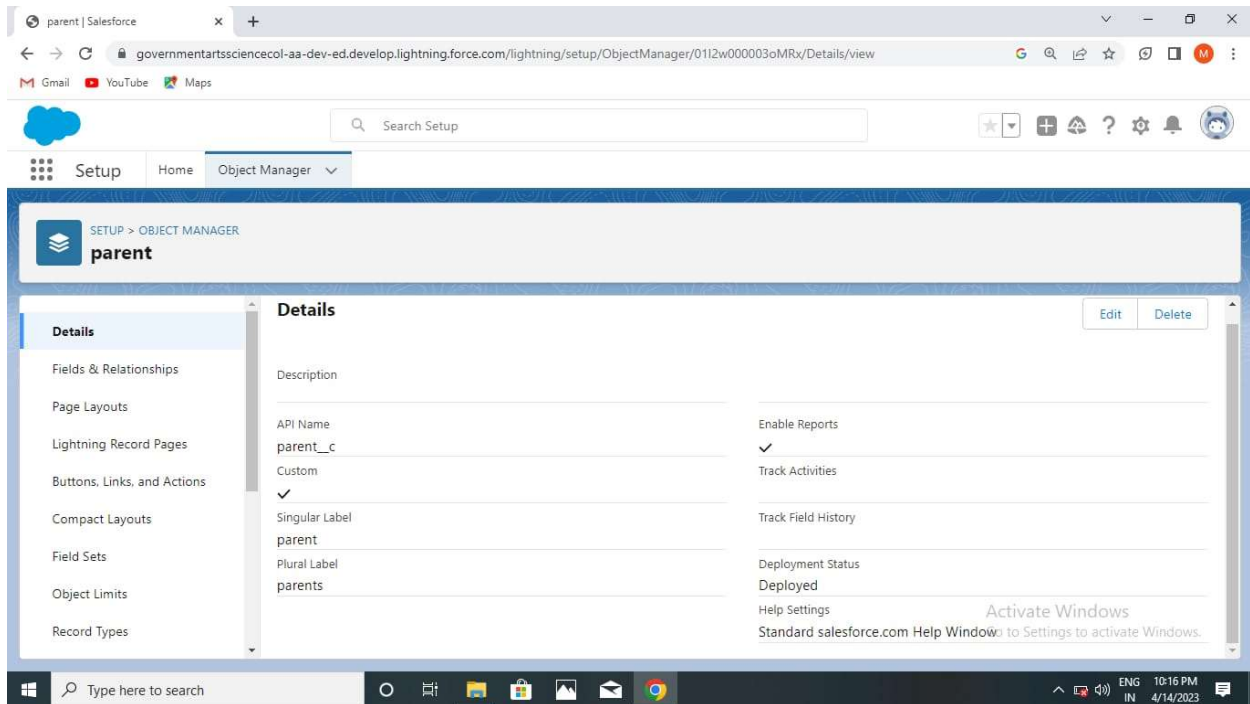 parent | Salesforce
governmentartssciencecol-aa-dev-ed.develop.lightning.force.com/lightning/setup/ObjectManager/01I2w000003oMRx/Details/view
G
M
Gmail YouTube Maps
Search Setup
Setup Home Object Manager
SETUP > OBJECT MANAGER
parent
Details
Fields & Relationships
Page Layouts
Lightning Record Pages
Buttons, Links, and Actions
Compact Layouts
Field Sets
Object Limits
Record Types
Details
Edit Delete
Description
API Name
parent__c
Custom
Singular Label
parent
Plural Label
parents
Enable Reports
Track Activities
Track Field History
Deployment Status
Deployed
Help Settings
Standard salesforce.com Help Window
Activate Windows
Go to Settings to activate Windows.
Type here to search
ENG 10:16 PM
IN 4/14/2023